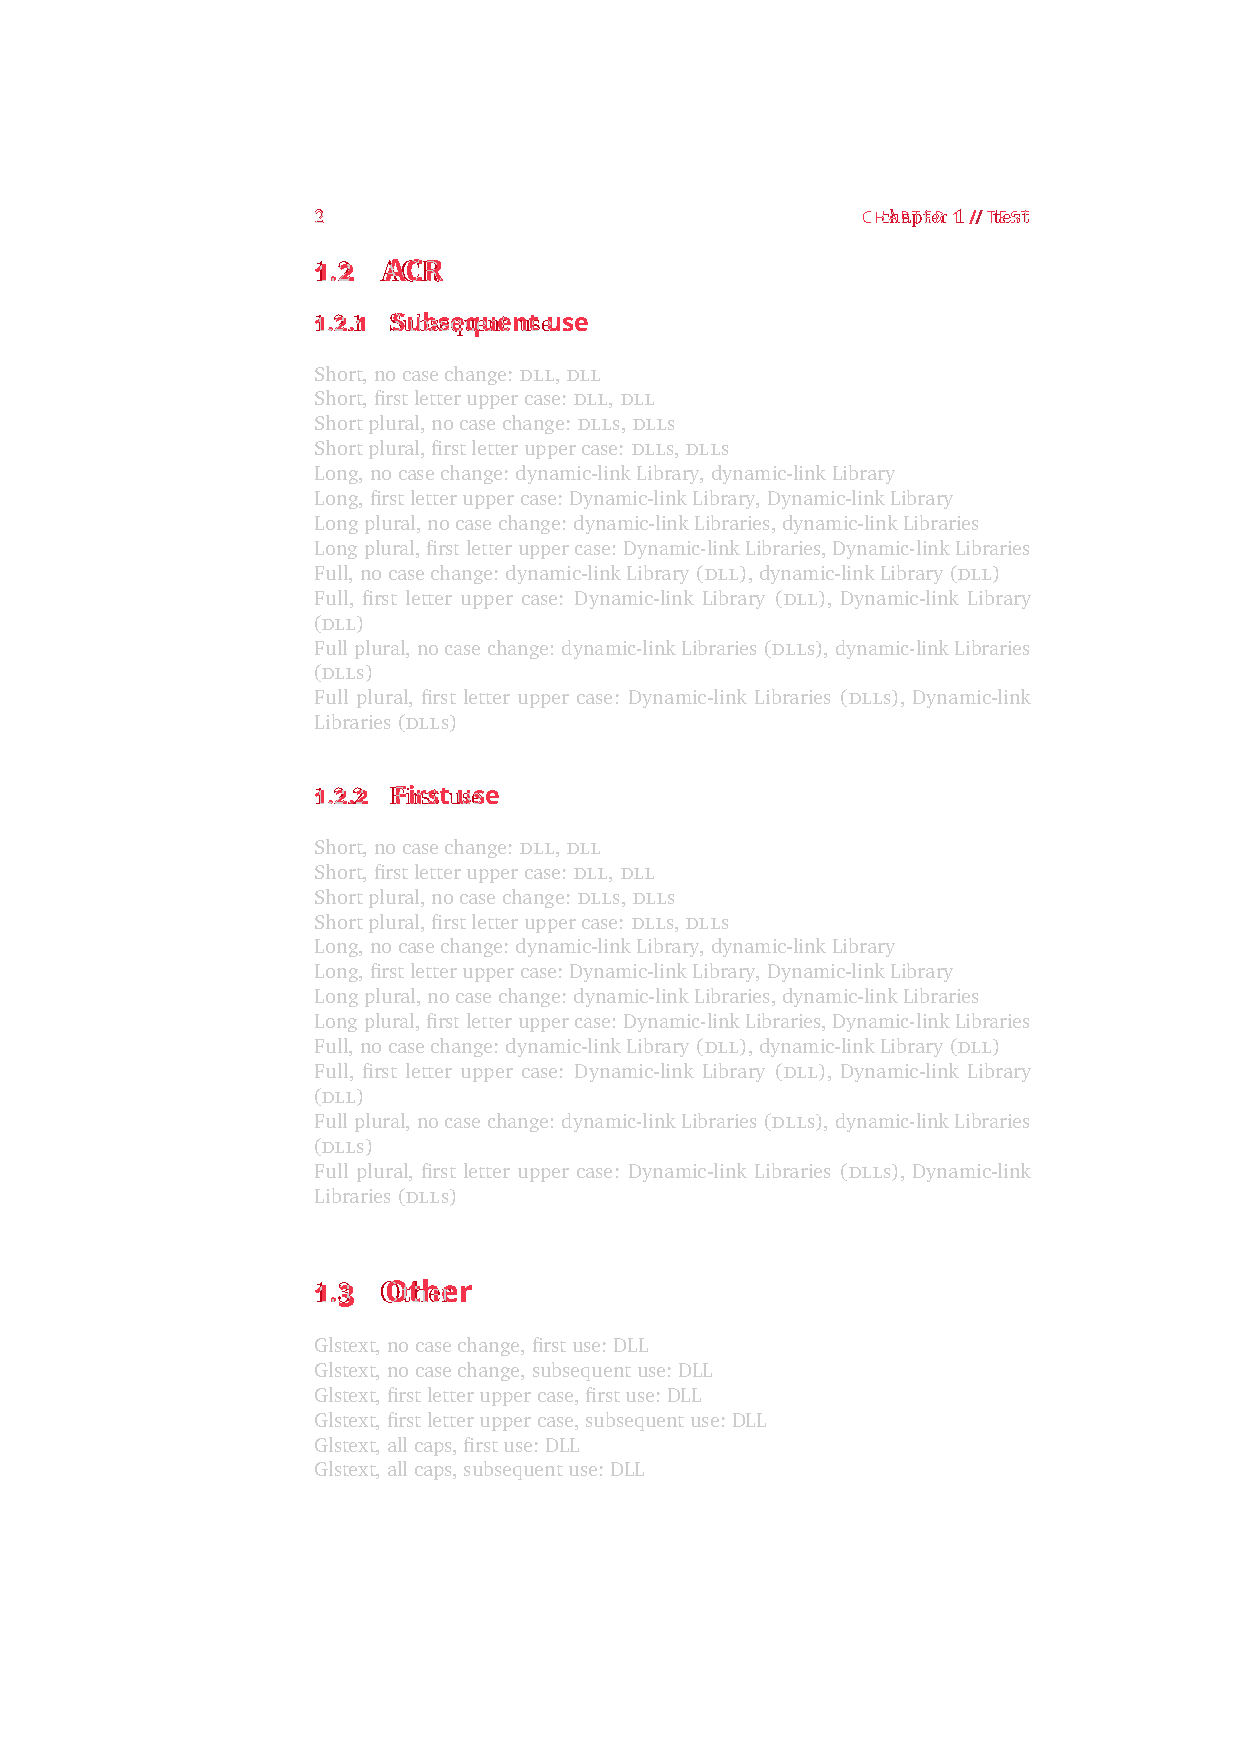 2 chapter 1 // test
1.2 ACR
1.2.1 Subsequent use
Short, no case change: DLL, DLL
Short, first letter upper case: DLL, DLL
Short plural, no case change: DLLs, DLLs
Short plural, first letter upper case: DLLs, DLLs
Long, no case change: dynamic-link Library, dynamic-link Library
Long, first letter upper case: Dynamic-link Library, Dynamic-link Library
Long plural, no case change: dynamic-link Libraries, dynamic-link Libraries
Long plural, first letter upper case: Dynamic-link Libraries, Dynamic-link Libraries
Full, no case change: dynamic-link Library (DLL), dynamic-link Library (DLL)
Full, first letter upper case: Dynamic-link Library (DLL), Dynamic-link Library
(DLL)
Full plural, no case change: dynamic-link Libraries (DLLs), dynamic-link Libraries
(DLLs)
Full plural, first letter upper case: Dynamic-link Libraries (DLLs), Dynamic-link
Libraries (DLLs)
1.2.2 First use
Short, no case change: DLL, DLL
Short, first letter upper case: DLL, DLL
Short plural, no case change: DLLs, DLLs
Short plural, first letter upper case: DLLs, DLLs
Long, no case change: dynamic-link Library, dynamic-link Library
Long, first letter upper case: Dynamic-link Library, Dynamic-link Library
Long plural, no case change: dynamic-link Libraries, dynamic-link Libraries
Long plural, first letter upper case: Dynamic-link Libraries, Dynamic-link Libraries
Full, no case change: dynamic-link Library (DLL), dynamic-link Library (DLL)
Full, first letter upper case: Dynamic-link Library (DLL), Dynamic-link Library
(DLL)
Full plural, no case change: dynamic-link Libraries (DLLs), dynamic-link Libraries
(DLLs)
Full plural, first letter upper case: Dynamic-link Libraries (DLLs), Dynamic-link
Libraries (DLLs)
1.3 Other
Glstext, no case change, first use: DLL
Glstext, no case change, subsequent use: DLL
Glstext, first letter upper case, first use: DLL
Glstext, first letter upper case, subsequent use: DLL
Glstext, all caps, first use: DLL
Glstext, all caps, subsequent use: DLL